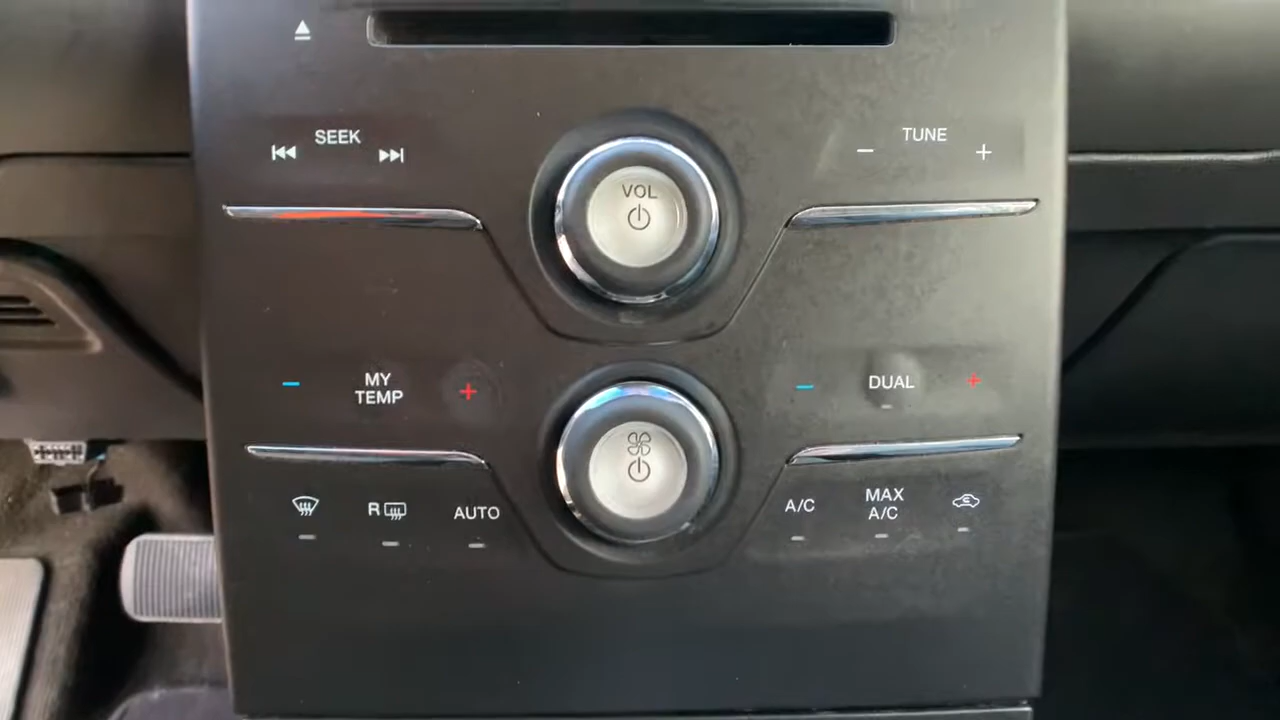 SEEK
TUNE
− +
VOL
− MY TEMP +
− DUAL +
R
AUTO
A/C
MAX A/C